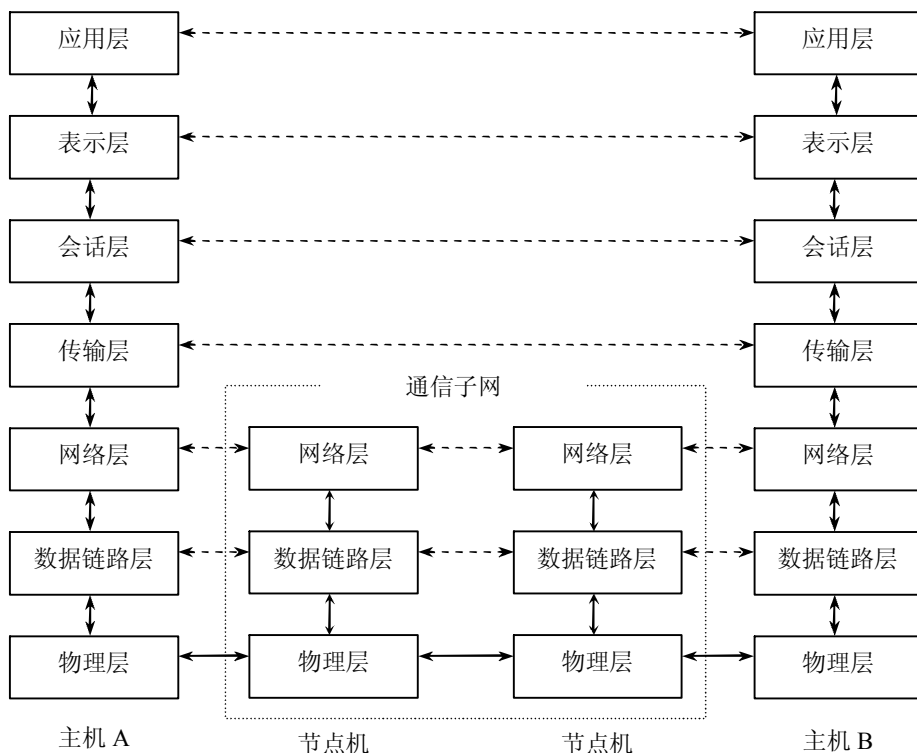 应用层
应用层
表示层
表示层
会话层
会话层
传输层
传输层
通信子网
网络层
网络层
网络层
网络层
数据链路层
数据链路层
数据链路层
数据链路层
物理层
物理层
物理层
物理层
主机 A
节点机
节点机
主机 B